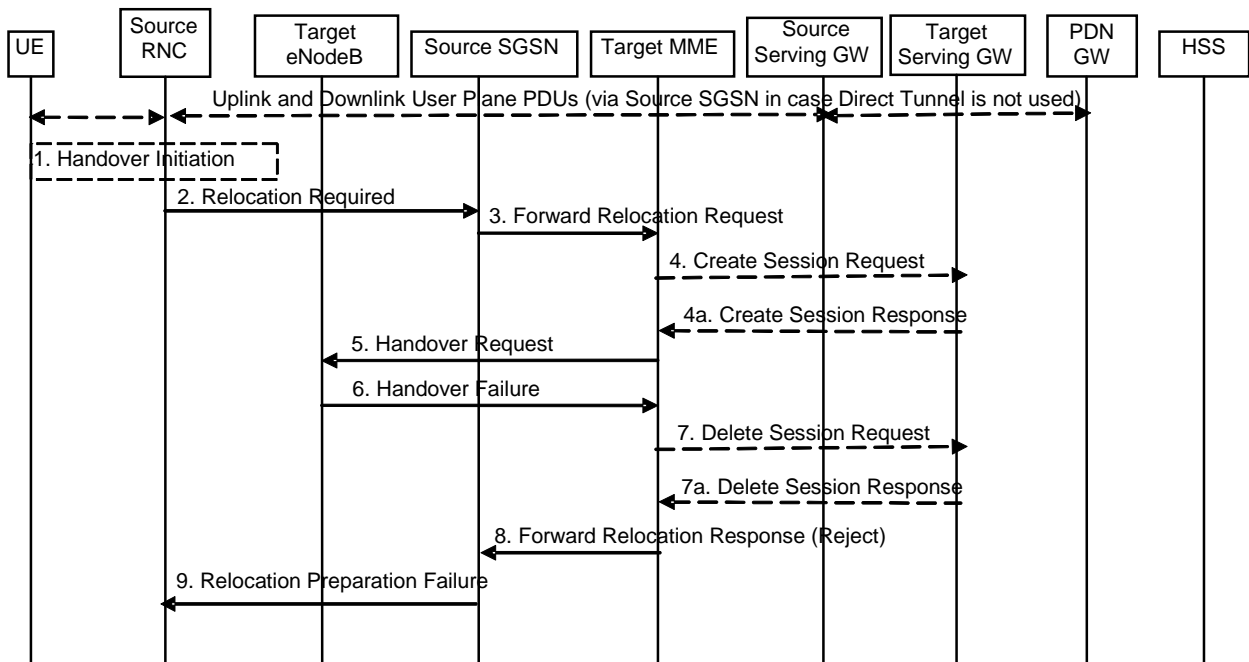 UE
Source
RNC
Target
eNodeB
Source SGSN
Target MME
Source
Serving GW
Target
Serving GW
PDN
GW
HSS
Uplink and Downlink User Plane PDUs (via Source SGSN in case Direct Tunnel is not used)
1. Handover Initiation
2. Relocation Required
3. Forward Relocation Request
4. Create Session Request
4a. Create Session Response
5. Handover Request
6. Handover Failure
7. Delete Session Request
7a. Delete Session Response
8. Forward Relocation Response (Reject)
9. Relocation Preparation Failure